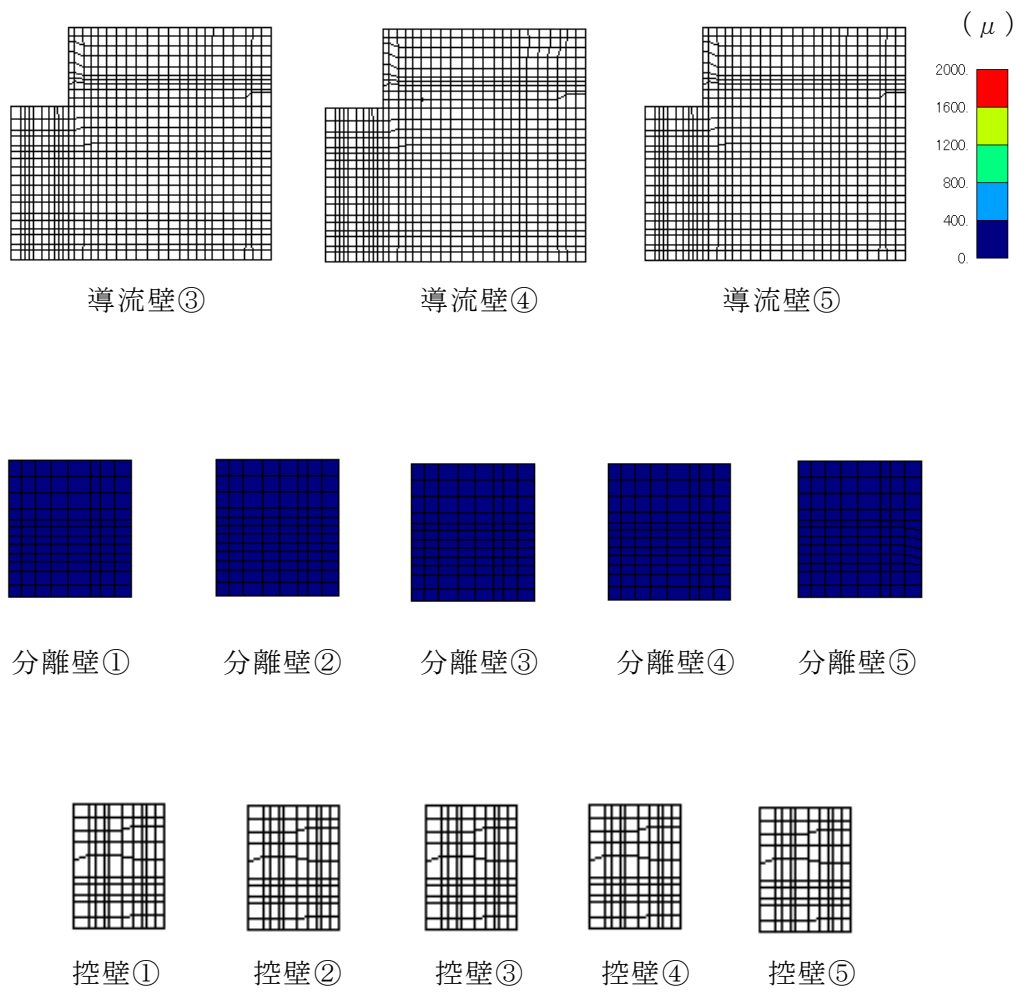 (μ)
2000.
1600.
1200.
800.
400.
0.
導流壁③ 導流壁④ 導流壁⑤
分離壁① 分離壁② 分離壁③ 分離壁④ 分離壁⑤
控壁① 控壁② 控壁③ 控壁④ 控壁⑤